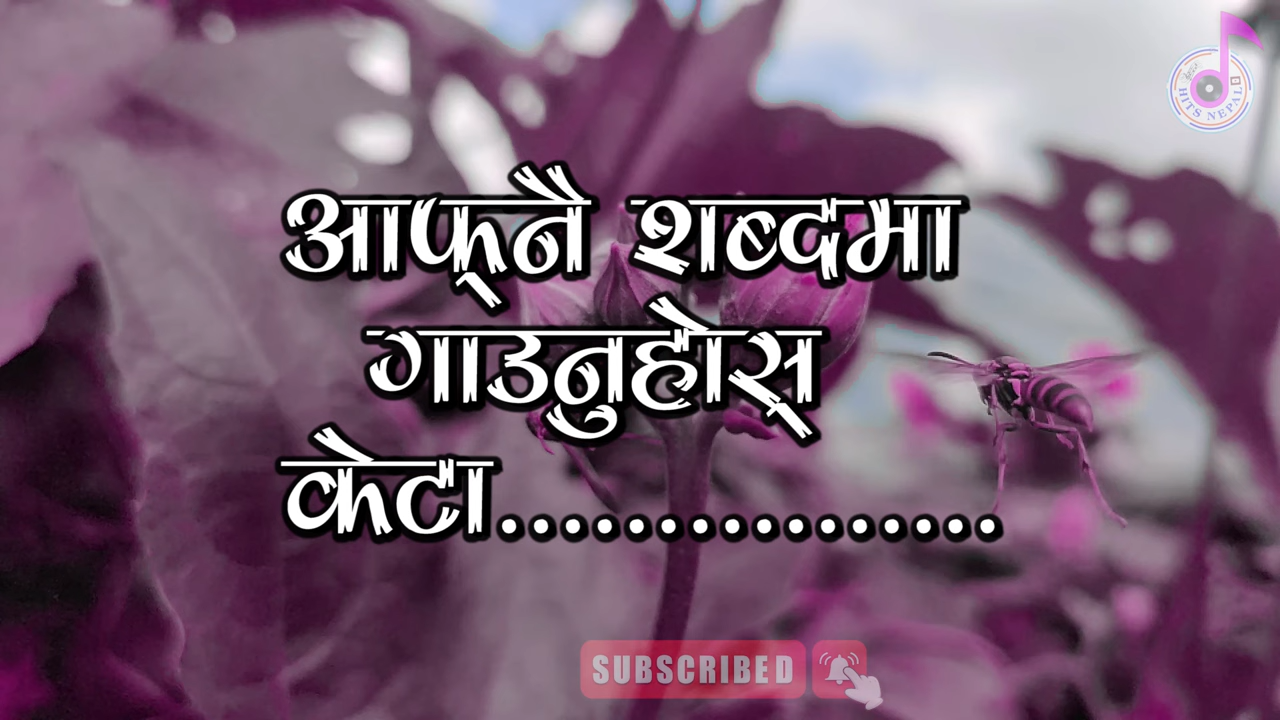 HITS NEPAL
आफ्नै शब्दमा
गाउनुहोस्
केटा................
SUBSCRIBED